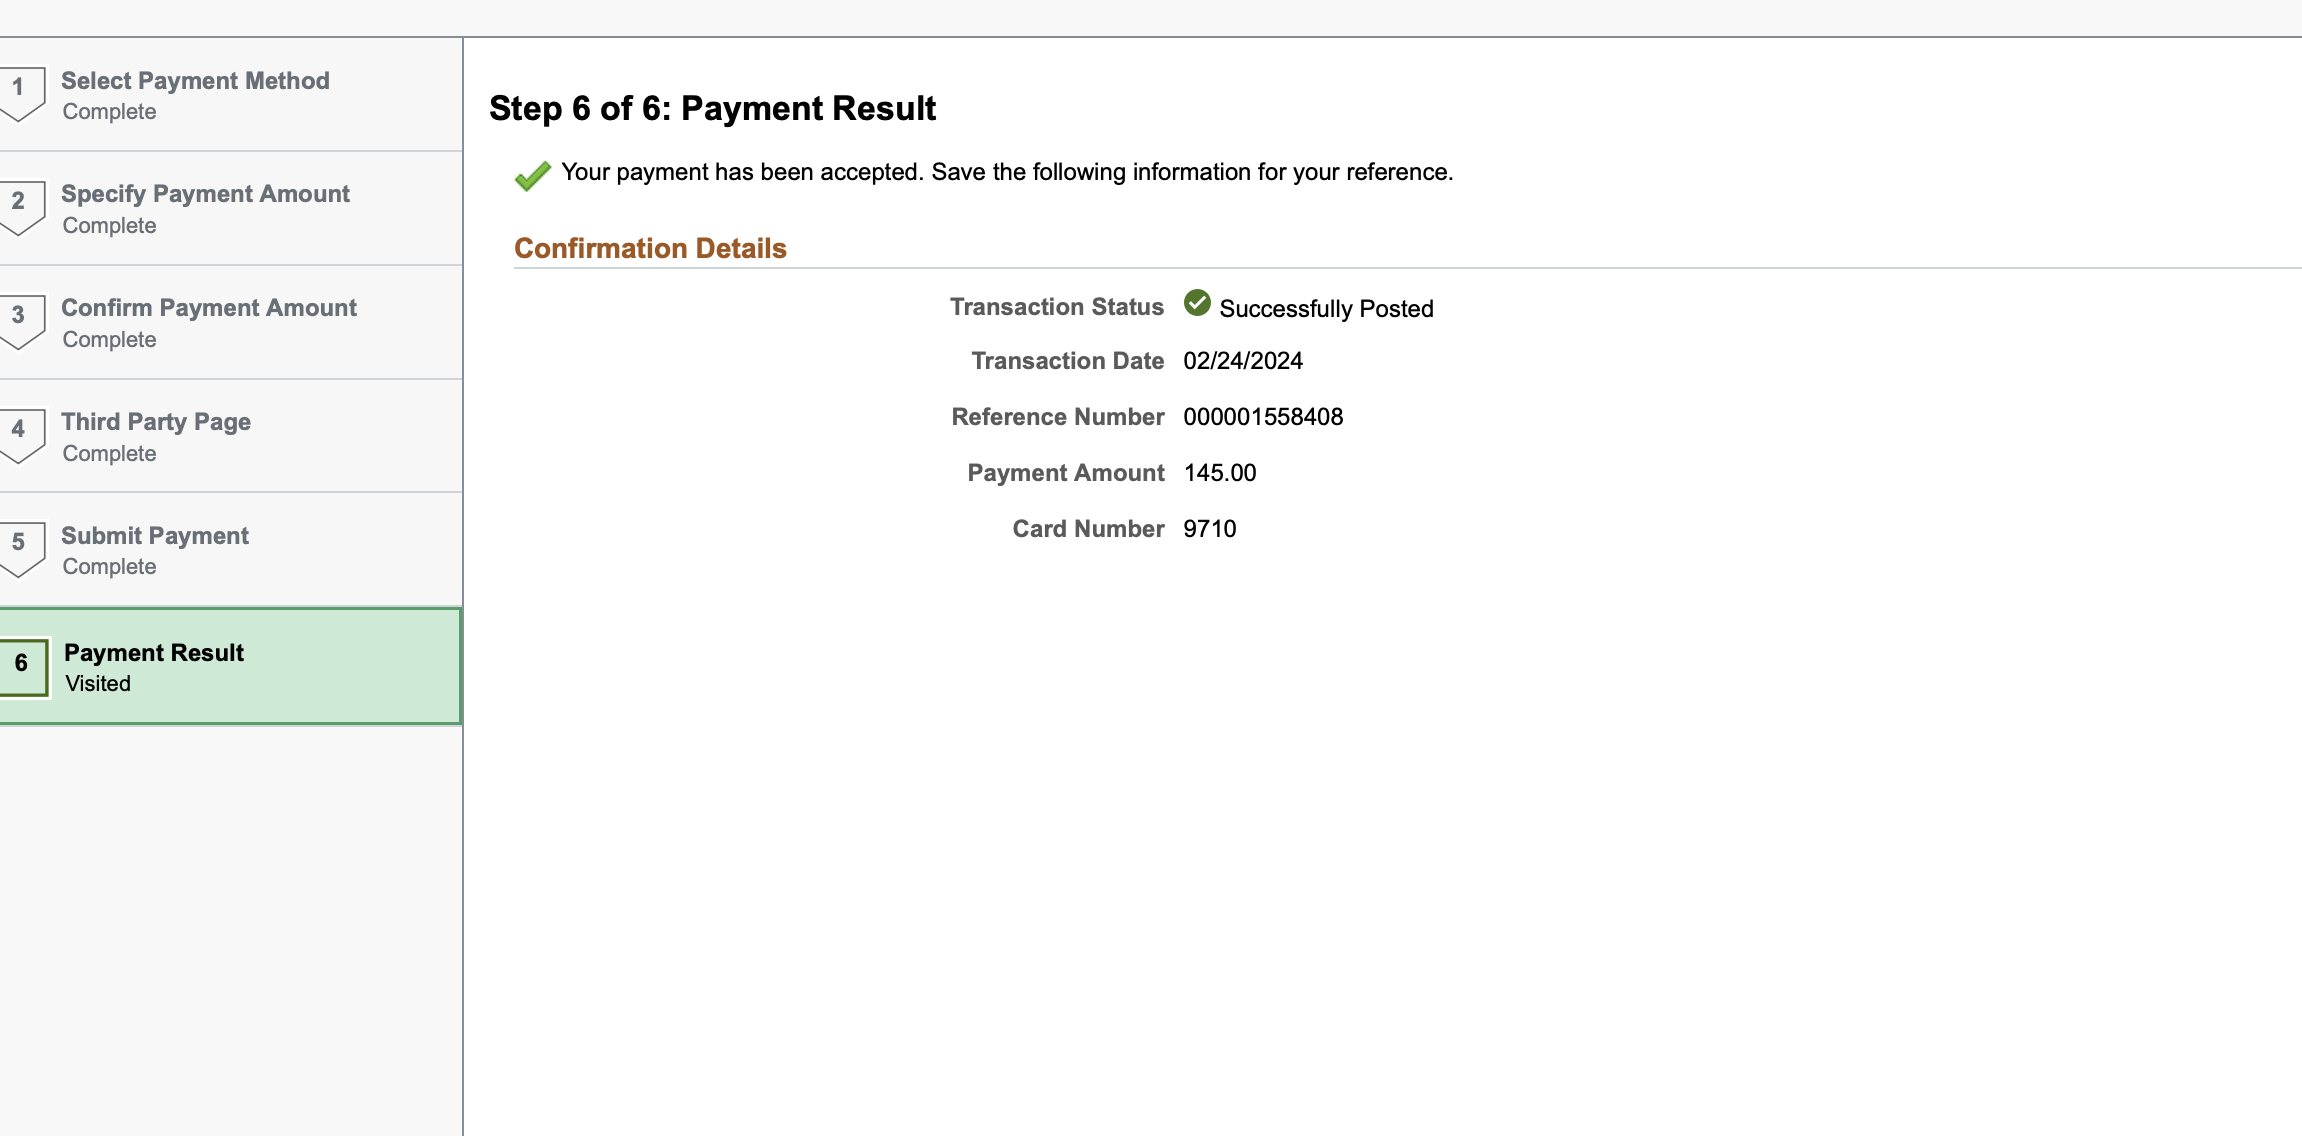 1
Select Payment Method
Complete
2
Specify Payment Amount
Complete
3
Confirm Payment Amount
Complete
4
Third Party Page
Complete
5
Submit Payment
Complete
6
Payment Result
Visited
Step 6 of 6: Payment Result
Your payment has been accepted. Save the following information for your reference.
Confirmation Details
Transaction Status Successfully Posted
Transaction Date 02/24/2024
Reference Number 000001558408
Payment Amount 145.00
Card Number 9710